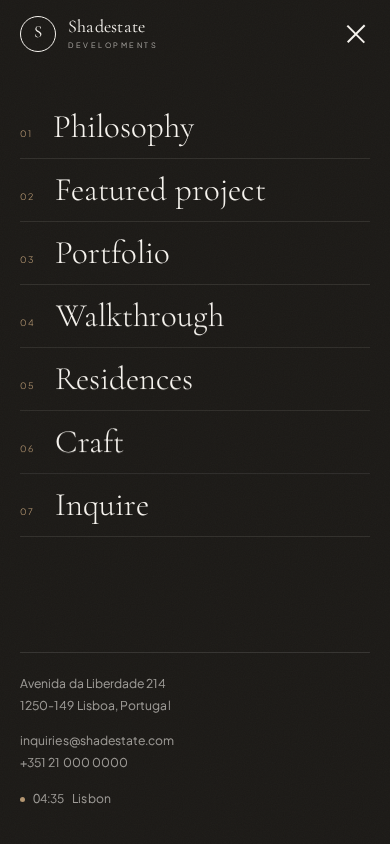 S
Shadestate
DEVELOPMENTS
01 Philosophy
02 Featured project
03 Portfolio
04 Walkthrough
05 Residences
06 Craft
07 Inquire
Avenida da Liberdade 214
1250-149 Lisboa, Portugal
inquiries@shadestate.com
+351 21 000 0000
04:35 Lisbon